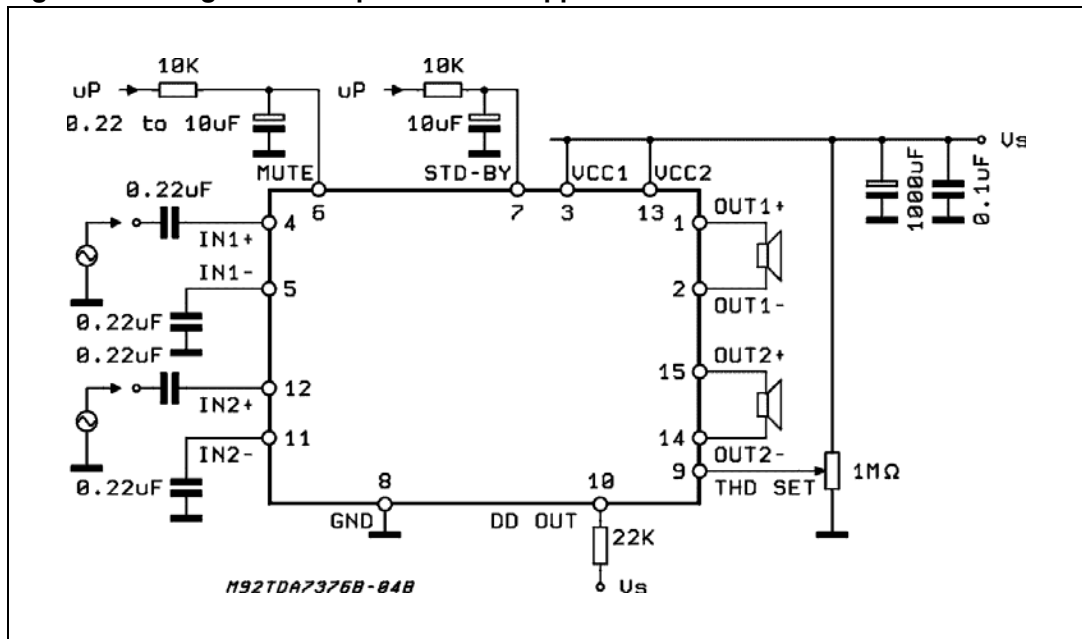 10K
10K
uP
uP
0.22 to 10uF
10uF
Vs
MUTE
STD-BY
VCC1
VCC2
1000uF
0.1uF
0.22uF
6
7
3
13
4
1
OUT1+
IN1+
IN1-
5
2
OUT1-
0.22uF
0.22uF
15
OUT2+
12
IN2+
14
11
OUT2-
IN2-
9
THD SET
1MΩ
0.22uF
8
10
GND
DD OUT
22K
M92TDA7376B-04B
Vs